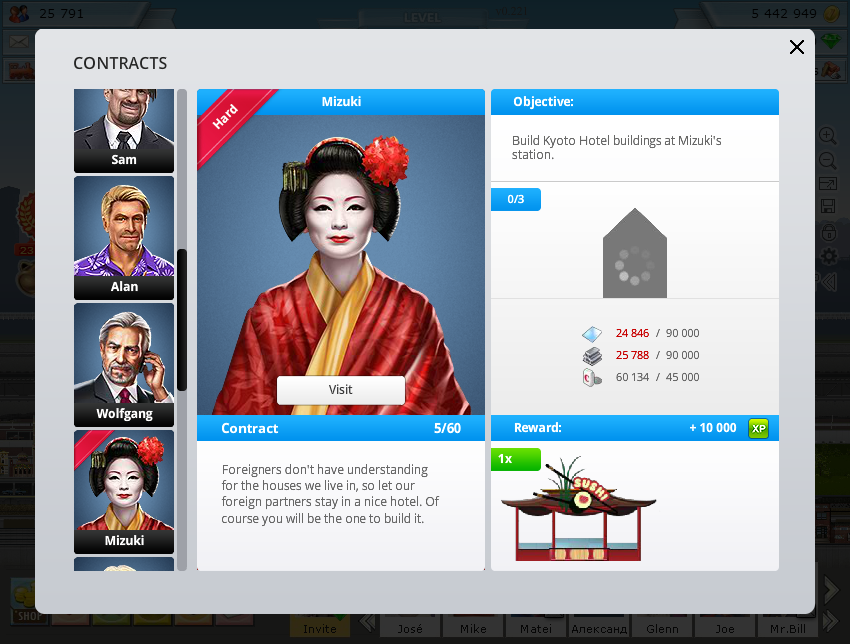 25 791
LEVEL
5 442 949
CONTRACTS
Sam
Alan
Wolfgang
Mizuki
Hard
Mizuki
Visit
Contract 5/60
Foreigners don't have understanding
for the houses we live in, so let our
foreign partners stay in a nice hotel. Of
course you will be the one to build it.
Objective:
Build Kyoto Hotel buildings at Mizuki's
station.
0/3
24 846 / 90 000
25 788 / 90 000
60 134 / 45 000
Reward: + 10 000 XP
1x
SUSHI
SHOP
Invite
José
Mike
Matei
Александ
Glenn
Joe
Mr.Bill